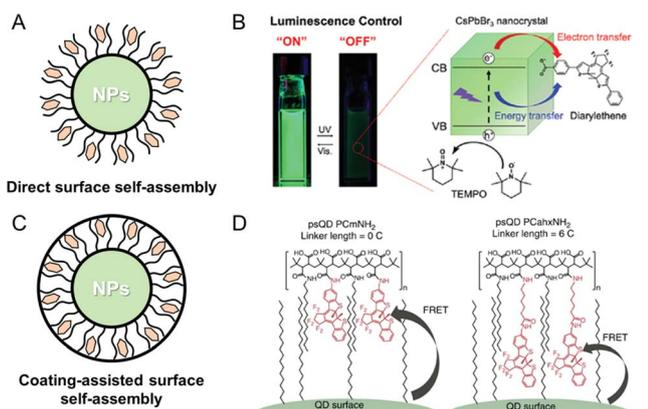 A
NPs
Direct surface self-assembly
B
Luminescence Control
"ON"
"OFF"
UV
Vis.
CsPbBr3 nanocrystal
Electron transfer
CB
e-
Energy transfer
Diarylethene
VB
h+
TEMPO
C
NPs
Coating-assisted surface
self-assembly
D
psQD PCmNH2
Linker length = 0 C
n
FRET
QD surface
psQD PCahxNH2
Linker length = 6 C
n
FRET
QD surface